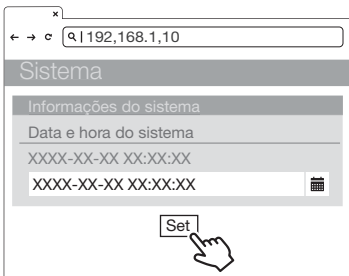 192,168.1,10
Sistema
Informações do sistema
Data e hora do sistema
XXXX-XX-XX XX:XX:XX
XXXX-XX-XX XX:XX:XX
Set